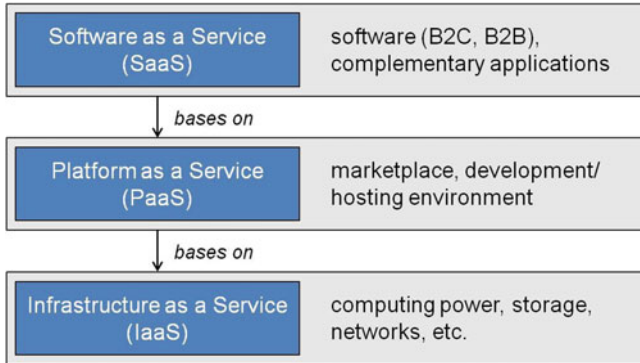 Software as a Service
(SaaS)
software (B2C, B2B),
complementary applications
bases on
Platform as a Service
(PaaS)
marketplace, development/
hosting environment
bases on
Infrastructure as a Service
(IaaS)
computing power, storage,
networks, etc.